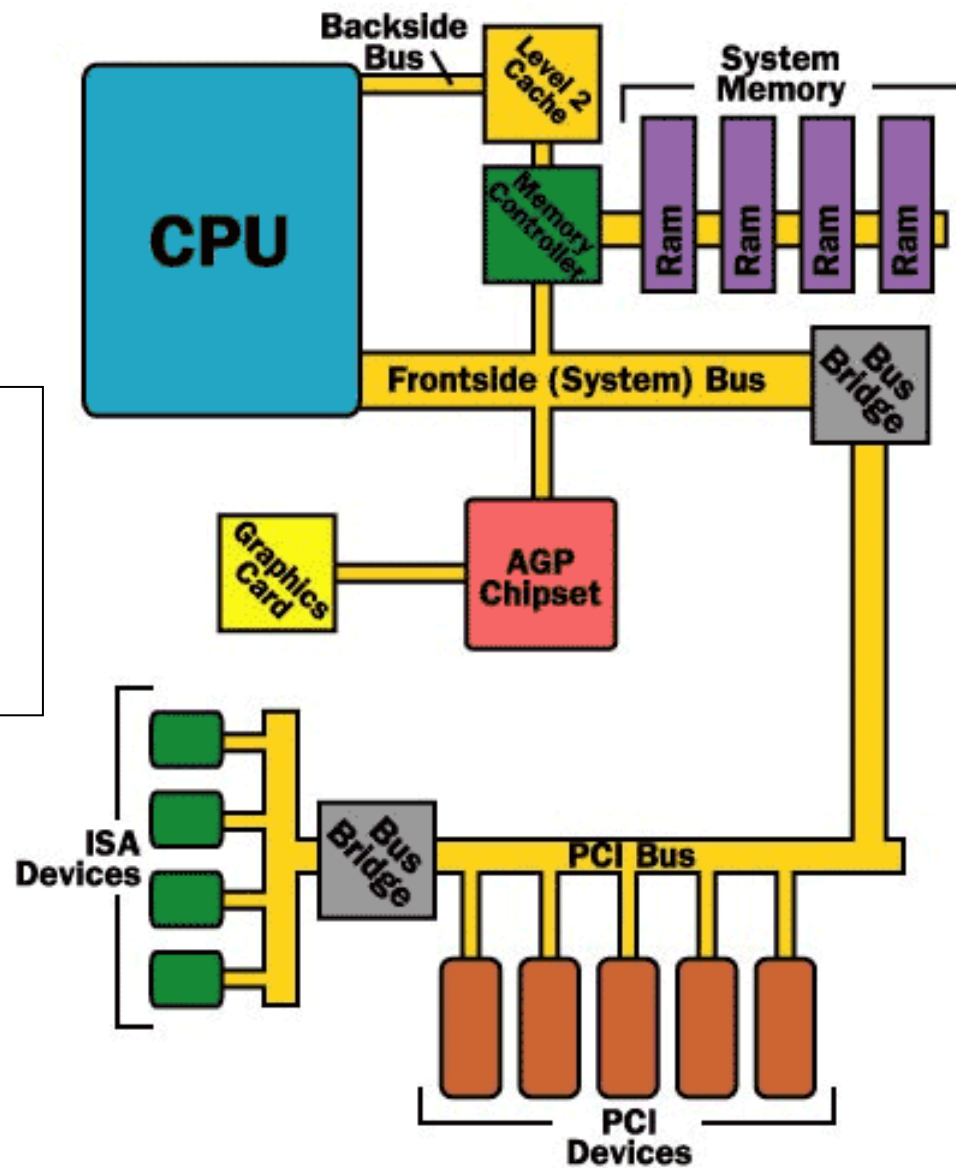 Backside
Bus
Level 2
Cache
System
Memory
CPU
Memory
Controller
Ram
Ram
Ram
Ram
Frontside (System) Bus
Bus
Bridge
Graphics
Card
AGP
Chipset
ISA
Devices
Bus
Bridge
PCI Bus
PCI
Devices